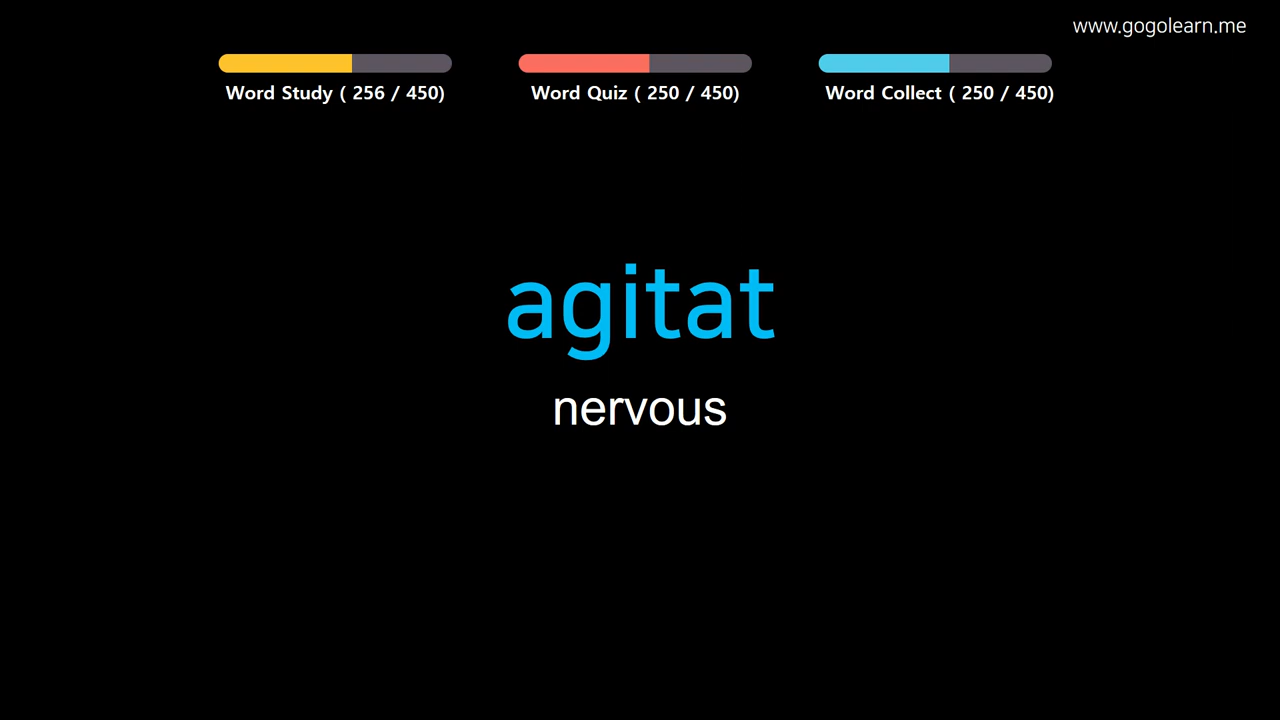 www.gogolearn.me
Word Study ( 256 / 450)
Word Quiz ( 250 / 450)
Word Collect ( 250 / 450)
agitat
nervous